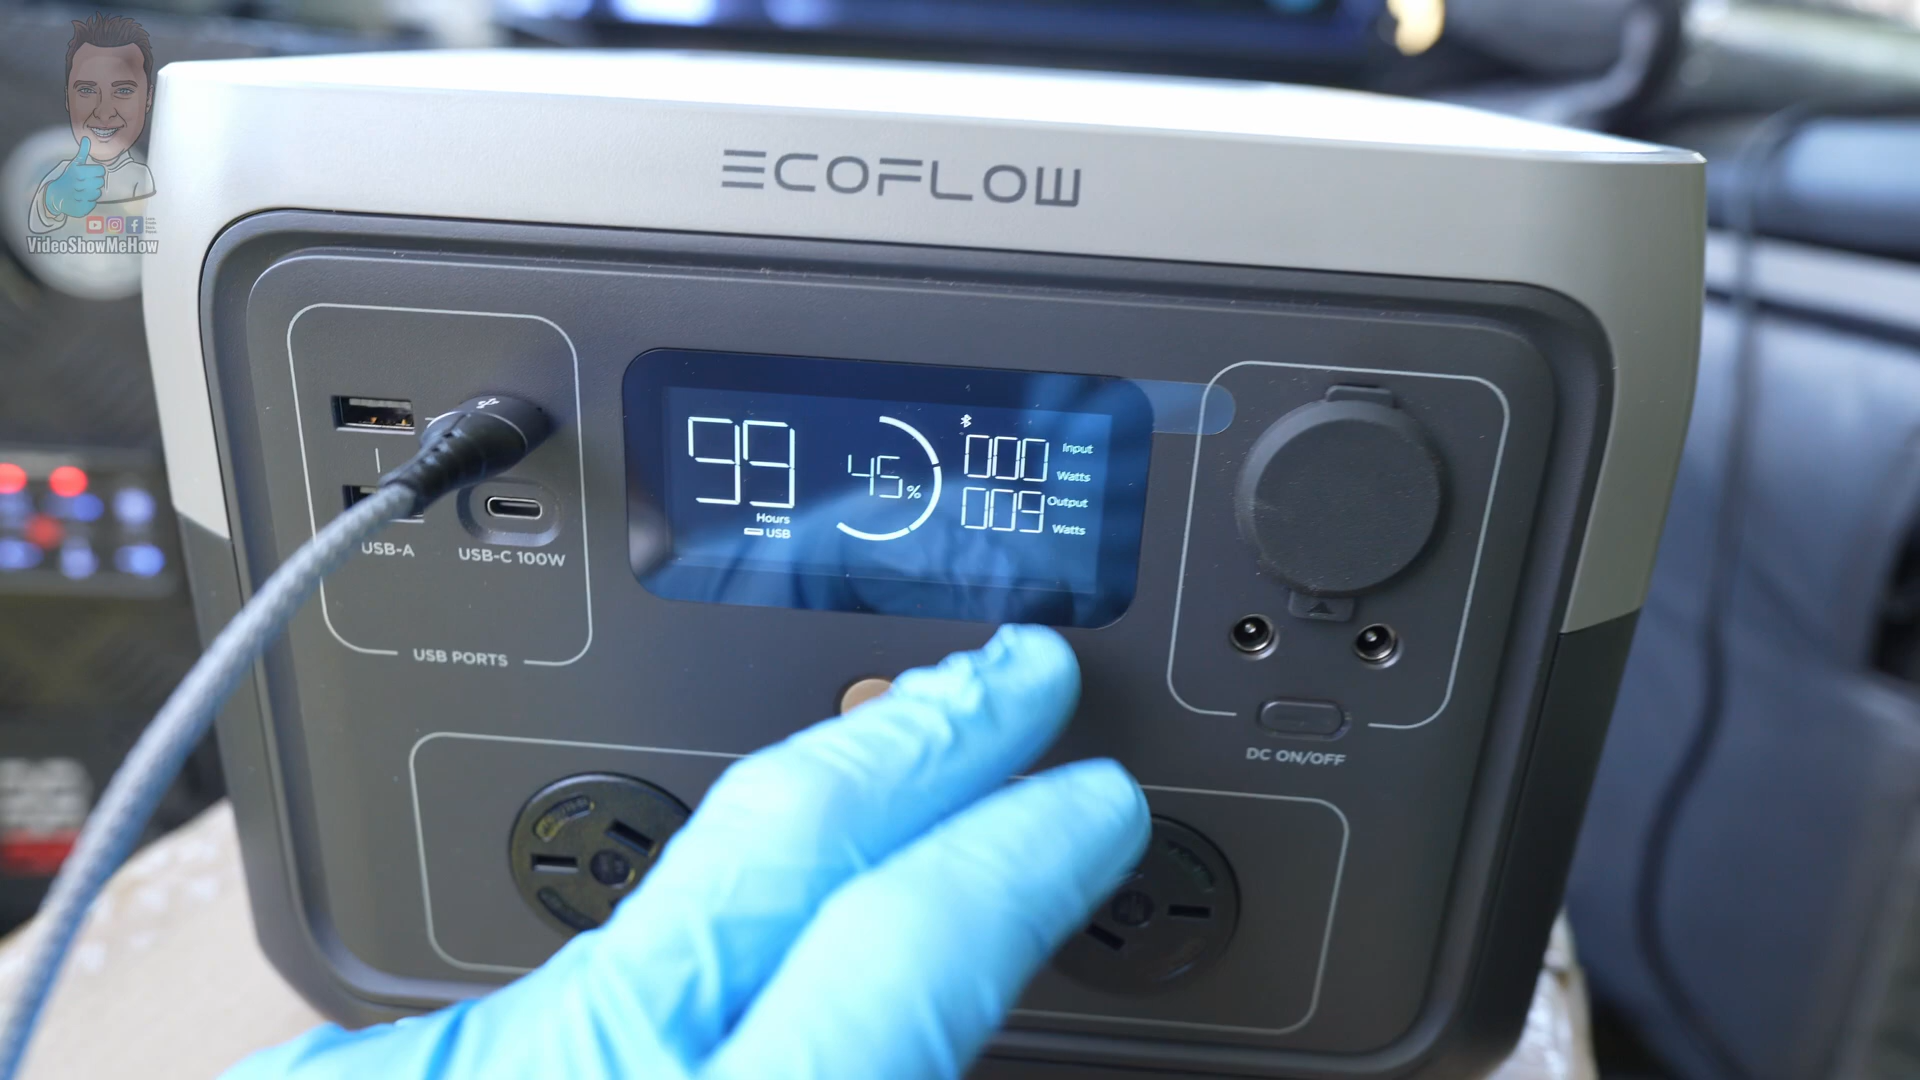 VideoShowMeHow
ECOFLOW
USB-A
USB-C 100W
USB PORTS
99
Hours
USB
45%
000 Input
Watts
009 Output
Watts
DC ON/OFF